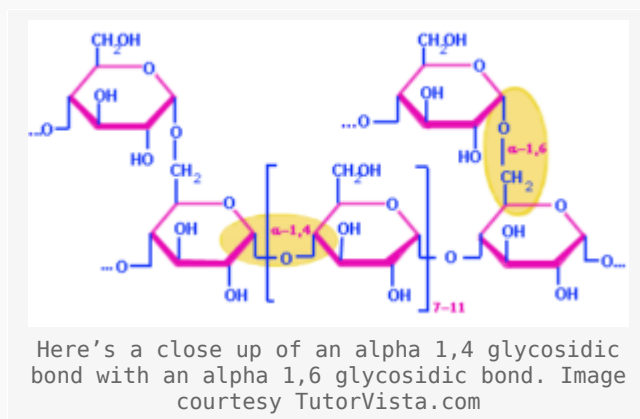 CH2OH
CH2OH
O
O
OH
OH
...O
...O
O
O
α-1,6
HO
HO
CH2
CH2OH
CH2
O
O
O
OH
α-1,4
OH
OH
...O
O
O
O...
OH
OH
OH
7-11
Here's a close up of an alpha 1,4 glycosidic
bond with an alpha 1,6 glycosidic bond. Image
courtesy TutorVista.com